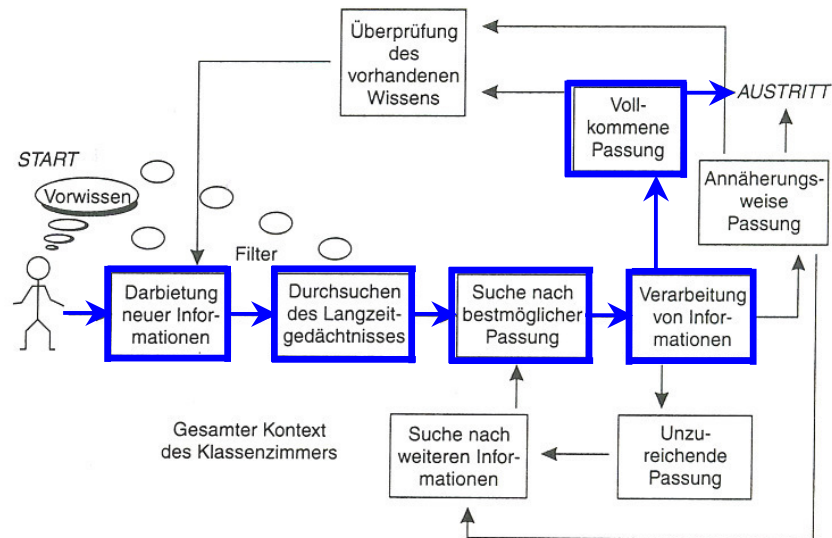 Überprüfung
des
vorhandenen
Wissens
Voll-
kommene
Passung
AUSTRITT
START
Vorwissen
Annäherungs-
weise
Passung
Filter
Darbietung
neuer Infor-
mationen
Durchsuchen
des Langzeit-
gedächtnisses
Suche nach
bestmöglicher
Passung
Verarbeitung
von Infor-
mationen
Gesamter Kontext
des Klassenzimmers
Suche nach
weiteren Infor-
mationen
Unzu-
reichende
Passung